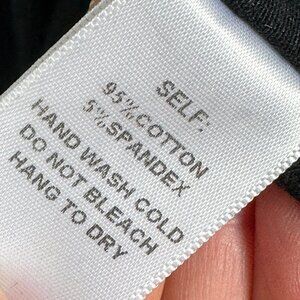 SELF:
95%COTTON
5%SPANDEX
HAND WASH COLD
DO NOT BLEACH
HANG TO DRY